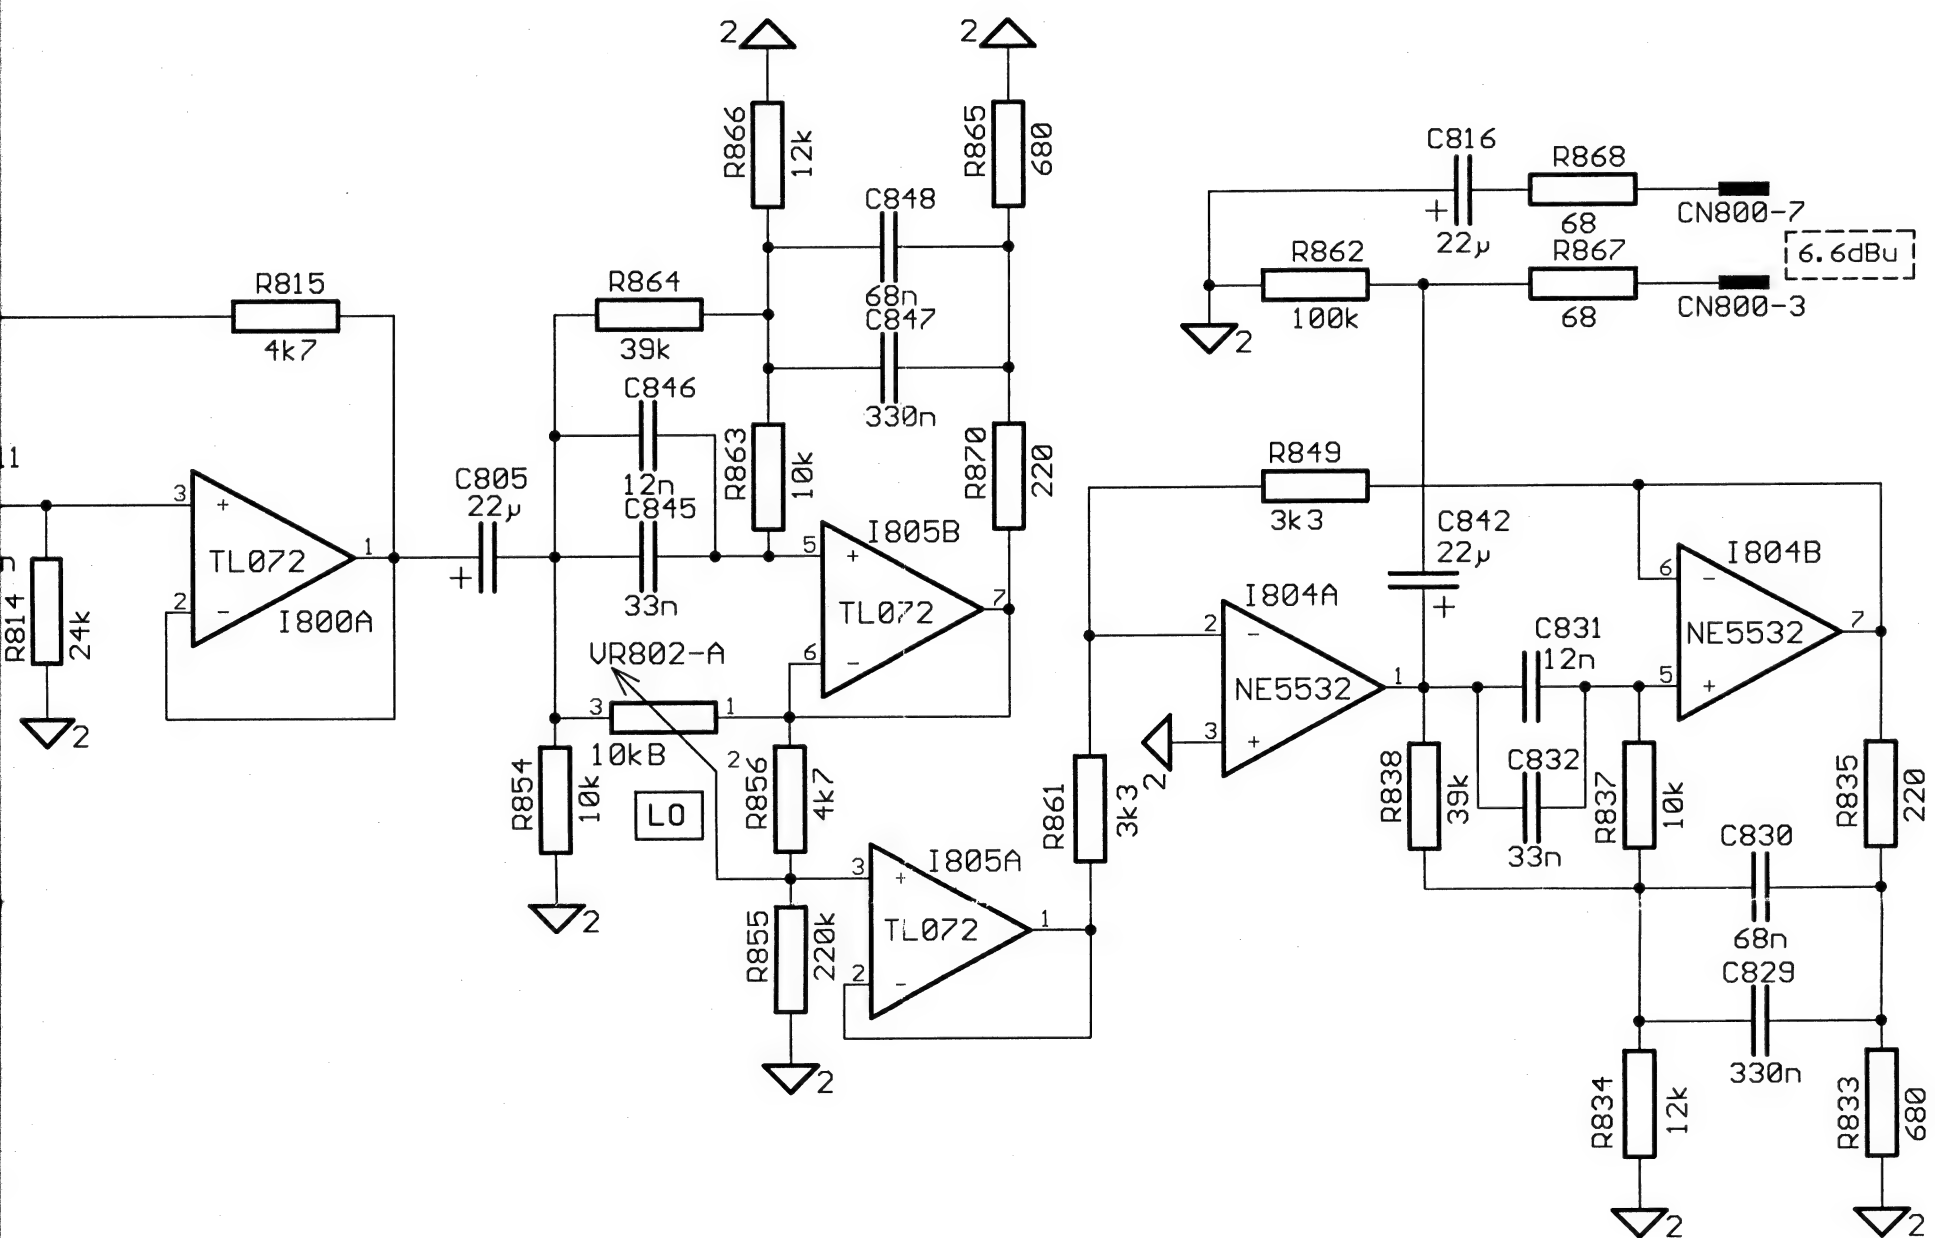 2
2
R866
12k
R865
680
C816
+
22µ
R868
68
CN800-7
C848
68n
R862
100k
R867
68
CN800-3
6.6dBu
2
R815
4k7
R864
39k
C847
330n
C846
12n
R863
10k
R870
220
11
C805
22µ
+
C845
33n
R849
3k3
C842
22µ
+
3
+
TL072
1
2
-
I800A
n
R814
24k
2
5
+
I805B
TL072
7
6
-
VR802-A
3
1
10kB
2
LO
R854
10k
2
R856
4k7
I804A
2
-
NE5532
1
3
+
2
C831
12n
I804B
6
-
NE5532
7
5
+
R861
3k3
R838
39k
C832
33n
R837
10k
R835
220
I805A
3
+
TL072
1
2
-
R855
220k
2
C830
68n
C829
330n
R834
12k
R833
680
2
2